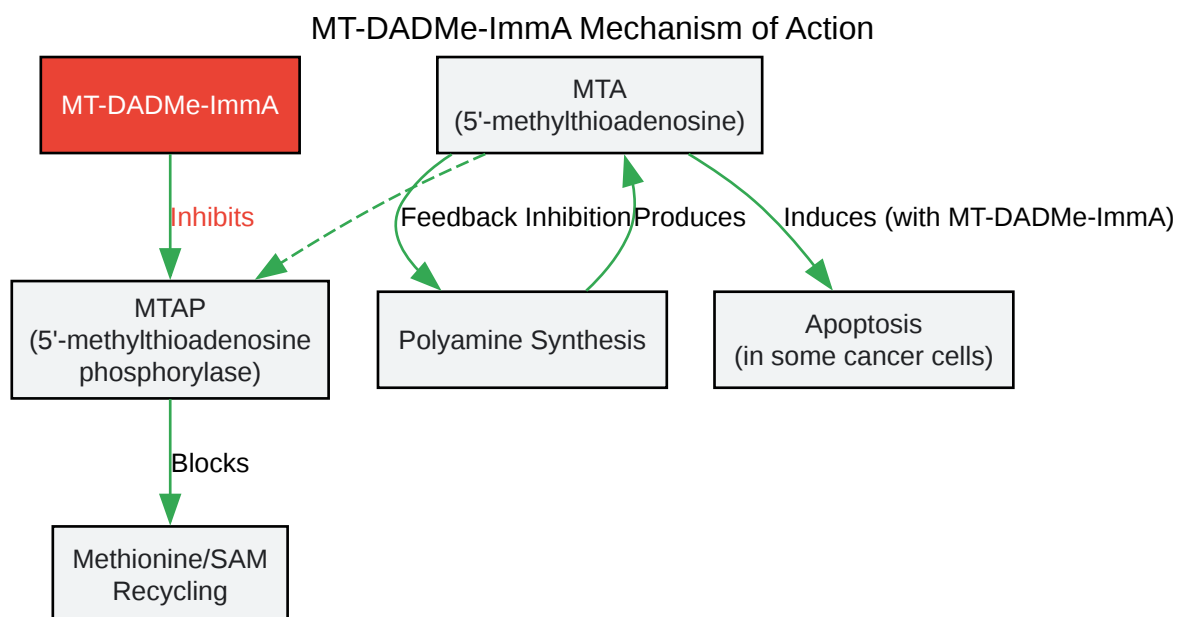 MT-DADMe-ImmA Mechanism of Action
MT-DADMe-ImmA
MTA
(5'-methylthioadenosine)
Inhibits
Feedback Inhibition
Produces
Induces (with MT-DADMe-ImmA)
MTAP
(5'-methylthioadenosine
phosphorylase)
Polyamine Synthesis
Apoptosis
(in some cancer cells)
Blocks
Methionine/SAM
Recycling